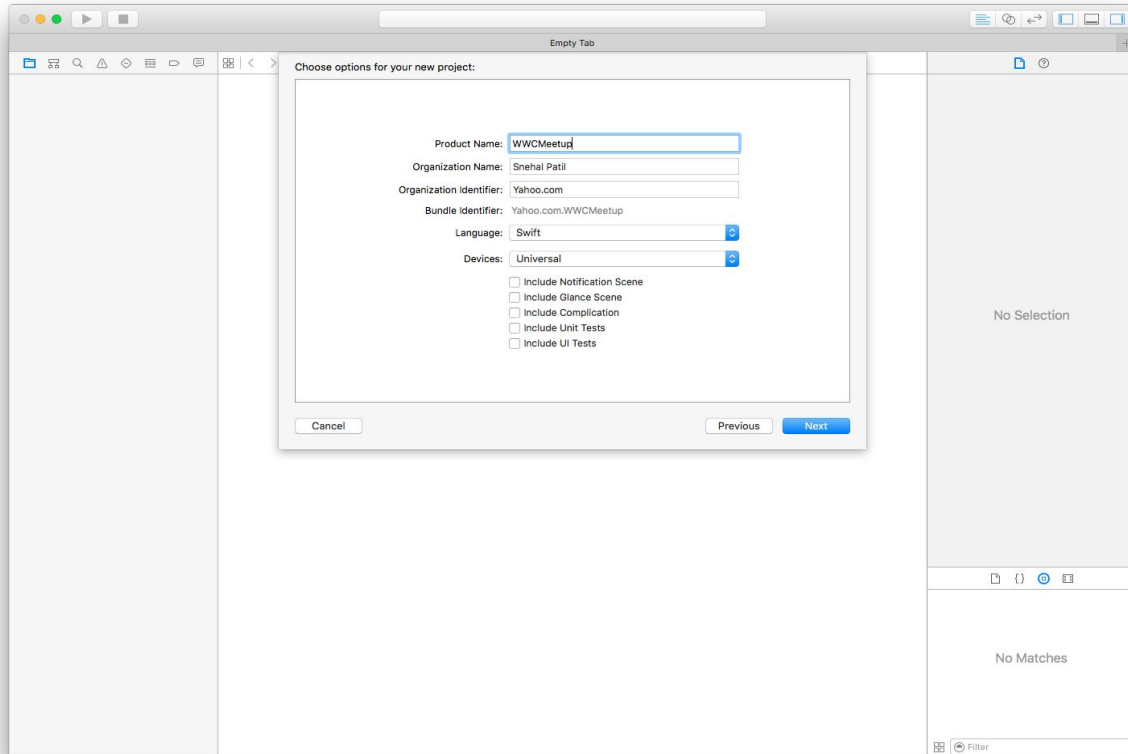 Empty Tab
Choose options for your new project:
Product Name: WWCMeetup
Organization Name: Snehal Patil
Organization Identifier: Yahoo.com
Bundle Identifier: Yahoo.com.WWCMeetup
Language: Swift
Devices: Universal
Include Notification Scene
Include Glance Scene
Include Complication
Include Unit Tests
Include UI Tests
Cancel Previous Next
No Selection
No Matches
Filter